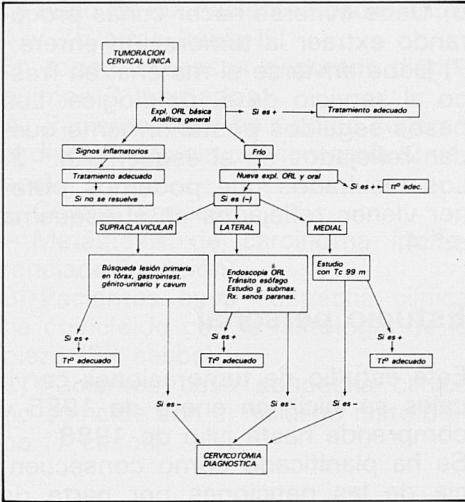 TUMORACION
CERVICAL UNICA
Expl. ORL básica
Analítica general
Si es +
Tratamiento adecuado
Signos inflamatorios
Frío
Tratamiento adecuado
Nueva expl. ORL y oral
Si no se resuelve
Si es (–)
Si es +
ttº adec.
SUPRACLAVICULAR
LATERAL
MEDIAL
Búsqueda lesión primaria
en tórax, gastrointest.
génito-urinario y cavum
Endoscopia ORL
Tránsito esófago
Estudio g. submax.
Rx. senos paranas.
Estudio
con Tc 99 m
Si es +
Si es +
Si es +
Ttº adecuado
Ttº adecuado
Ttº adecuado
Si es –
Si es –
Si es –
CERVICOTOMIA
DIAGNOSTICA